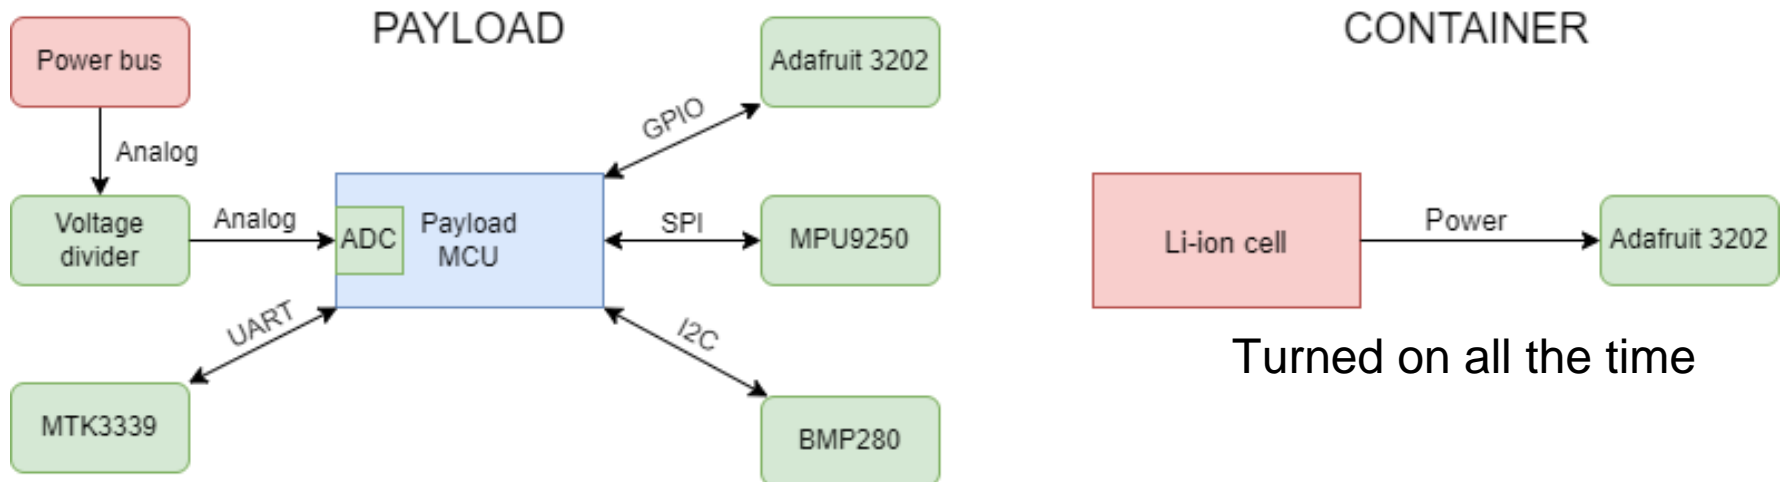 PAYLOAD
CONTAINER
Power bus
Adafruit 3202
Analog
GPIO
Voltage
divider
Analog
ADC
Payload
MCU
SPI
MPU9250
Li-ion cell
Power
Adafruit 3202
UART
I2C
Turned on all the time
MTK3339
BMP280